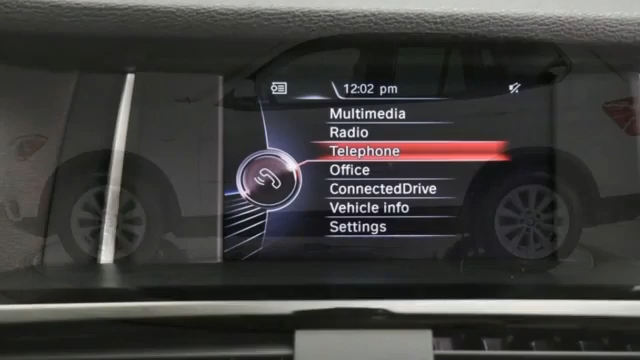 12:02 pm
Multimedia
Radio
Telephone
Office
ConnectedDrive
Vehicle info
Settings